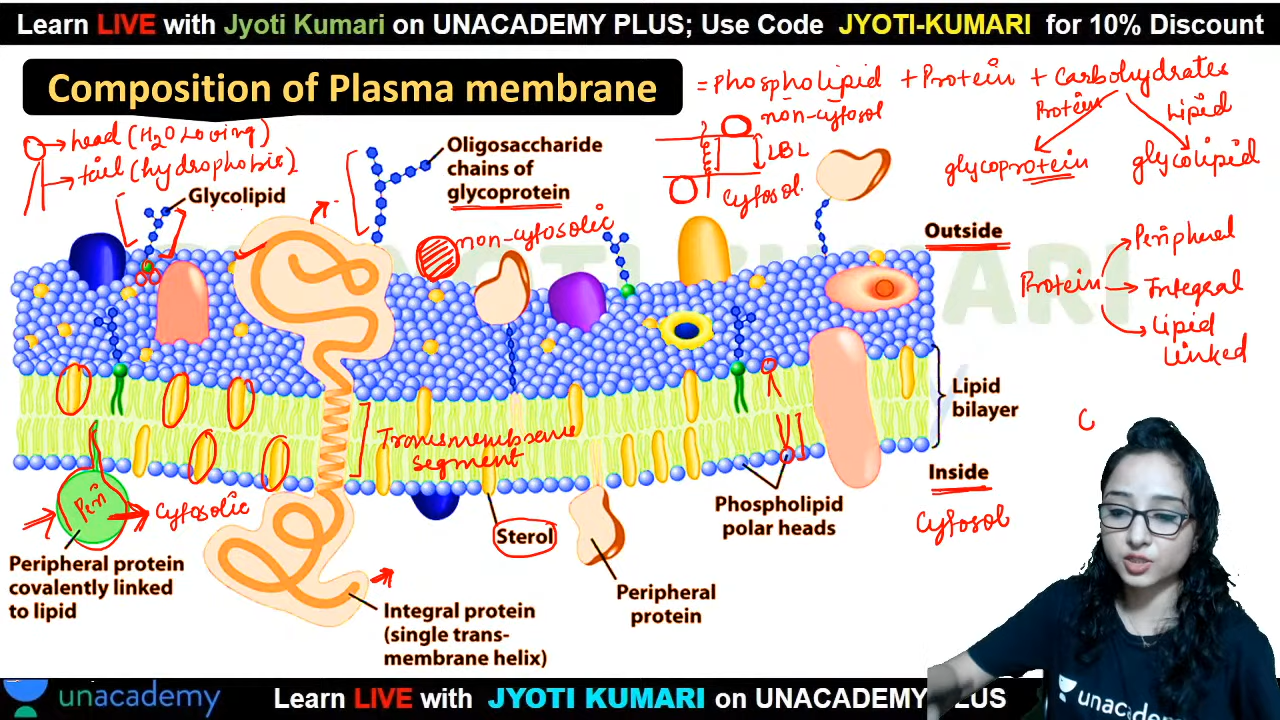 Learn LIVE with Jyoti Kumari on UNACADEMY PLUS; Use Code JYOTI-KUMARI for 10% Discount
Composition of Plasma membrane
= Phospholipid + Protein + Carbohydrates
Protein
Lipid
glycoprotein
glycolipid
head (H2O Loving)
tail (hydrophobic)
non-cytosol
LBL
Cytosol
Glycolipid
Oligosaccharide
chains of
glycoprotein
non-cytosolic
Outside
Protein
Peripheral
Integral
Lipid
Linked
Lipid
bilayer
Transmembrane
segment
Inside
Cytosol
Cytosolic
Sterol
Phospholipid
polar heads
Peripheral protein
covalently linked
to lipid
Integral protein
(single trans-
membrane helix)
Peripheral
protein
C
unacademy
unacademy
Learn LIVE with JYOTI KUMARI on UNACADEMY PLUS